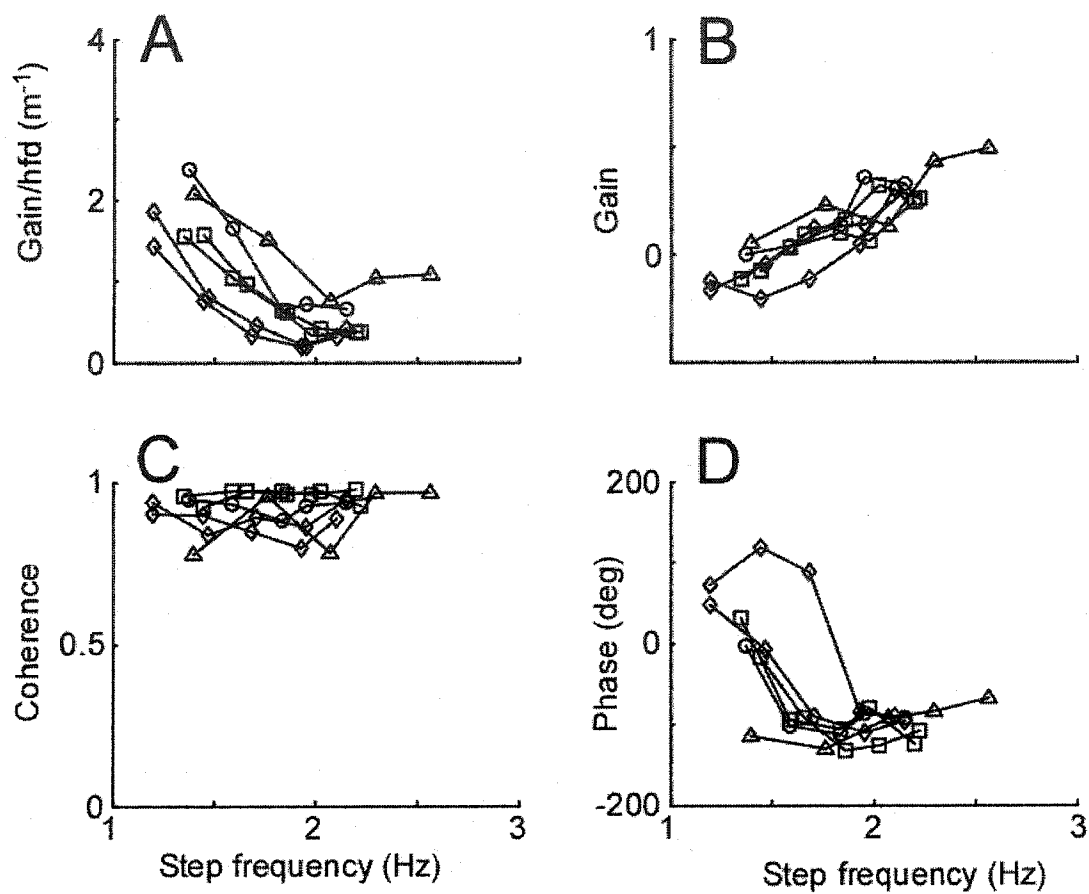 A
4
2
0
Gain/hfd (m⁻¹)
B
1
0
Gain
C
1
0.5
0
Coherence
1
2
3
Step frequency (Hz)
D
200
0
-200
Phase (deg)
1
2
3
Step frequency (Hz)